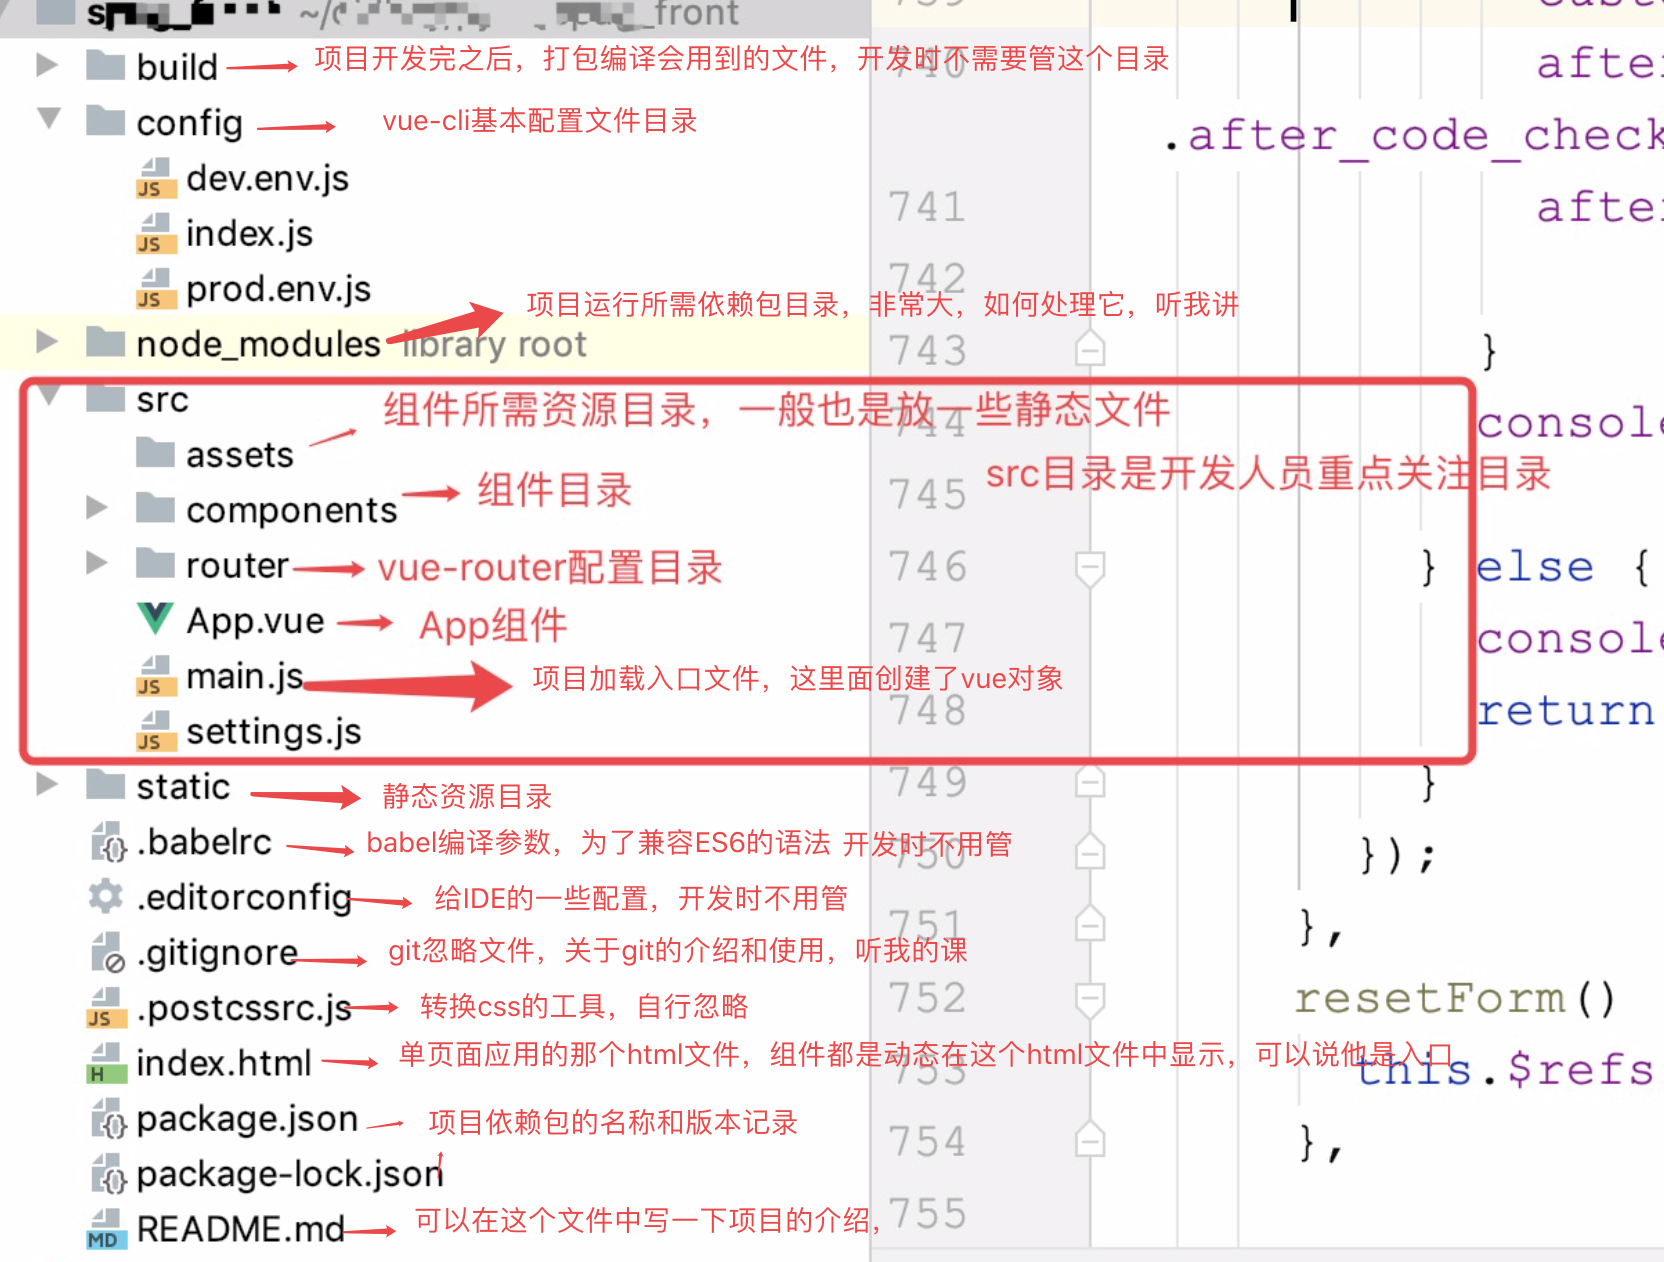 _front
build 项目开发完之后，打包编译会用到的文件，开发时不需要管这个目录
740 after
config vue-cli基本配置文件目录
.after_code_check
JS dev.env.js
741 after
JS index.js
742
JS prod.env.js
项目运行所需依赖包目录，非常大，如何处理它，听我讲
node_modules library root
743 }
src
组件所需资源目录，一般也是放一些静态文件
744 console
assets
src目录是开发人员重点关注目录
745
components 组件目录
router vue-router配置目录
746 } else {
App.vue App组件
747 console
JS main.js 项目加载入口文件，这里面创建了vue对象
748 return
JS settings.js
static 静态资源目录
749 }
.babelrc babel编译参数，为了兼容ES6的语法 开发时不用管
750 });
.editorconfig 给IDE的一些配置，开发时不用管
751 },
.gitignore git忽略文件，关于git的介绍和使用，听我的课
JS .postcssrc.js 转换css的工具，自行忽略
752 resetForm()
H index.html 单页面应用的那个html文件，组件都是动态在这个html文件中显示，可以说他是入口
753 this.$refs
package.json 项目依赖包的名称和版本记录
754 },
package-lock.json
MD README.md 可以在这个文件中写一下项目的介绍，
755